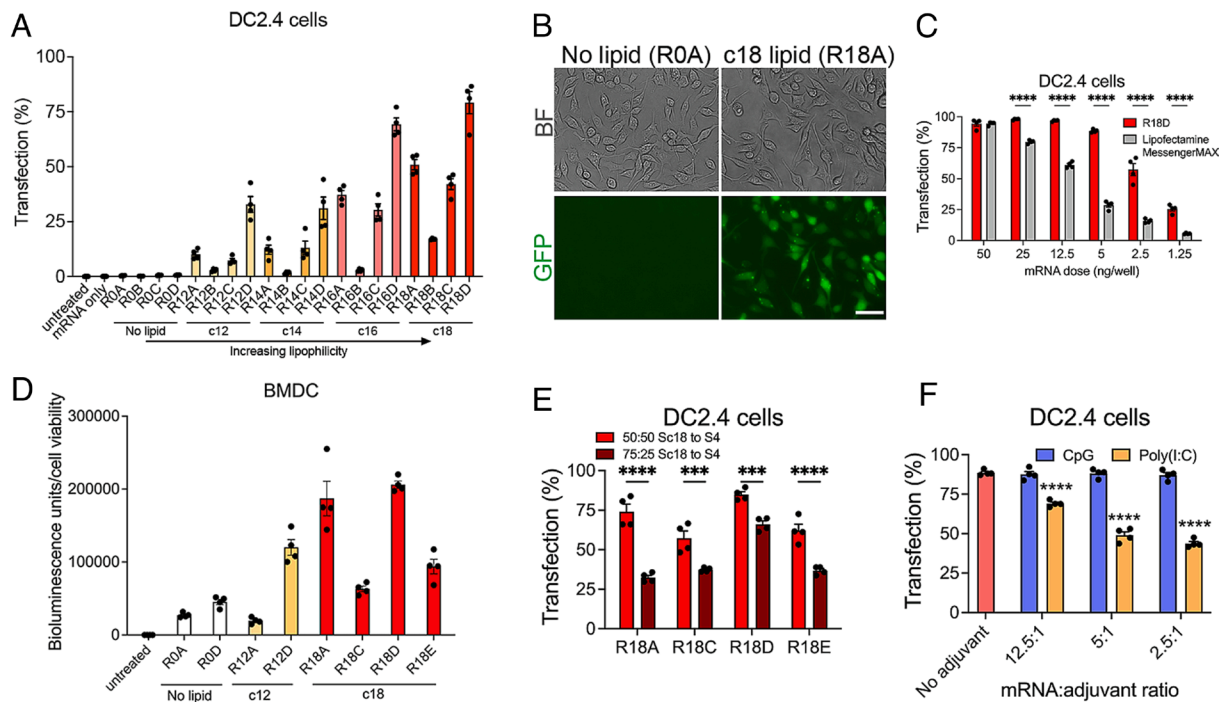 A
DC2.4 cells
Transfection (%)
100
75
50
25
0
untreated
mRNA only
R0A
R0B
R0C
R0D
R12A
R12B
R12C
R12D
R14A
R14B
R14C
R14D
R16A
R16B
R16C
R16D
R18A
R18B
R18C
R18D
No lipid
c12
c14
c16
c18
Increasing lipophilicity
B
No lipid (R0A)
c18 lipid (R18A)
BF
GFP
C
DC2.4 cells
**** **** **** **** ****
R18D
Lipofectamine
MessengerMAX
Transfection (%)
100
75
50
25
0
50 25 12.5 5 2.5 1.25
mRNA dose (ng/well)
D
BMDC
Bioluminescence units/cell viability
300000
200000
100000
0
untreated
R0A
R0D
R12A
R12D
R18A
R18C
R18D
R18E
No lipid
c12
c18
E
DC2.4 cells
50:50 Sc18 to S4
75:25 Sc18 to S4
**** *** *** ****
Transfection (%)
100
75
50
25
0
R18A R18C R18D R18E
F
DC2.4 cells
CpG
Poly(I:C)
**** **** ****
Transfection (%)
100
75
50
25
0
No adjuvant
12.5:1
5:1
2.5:1
mRNA:adjuvant ratio